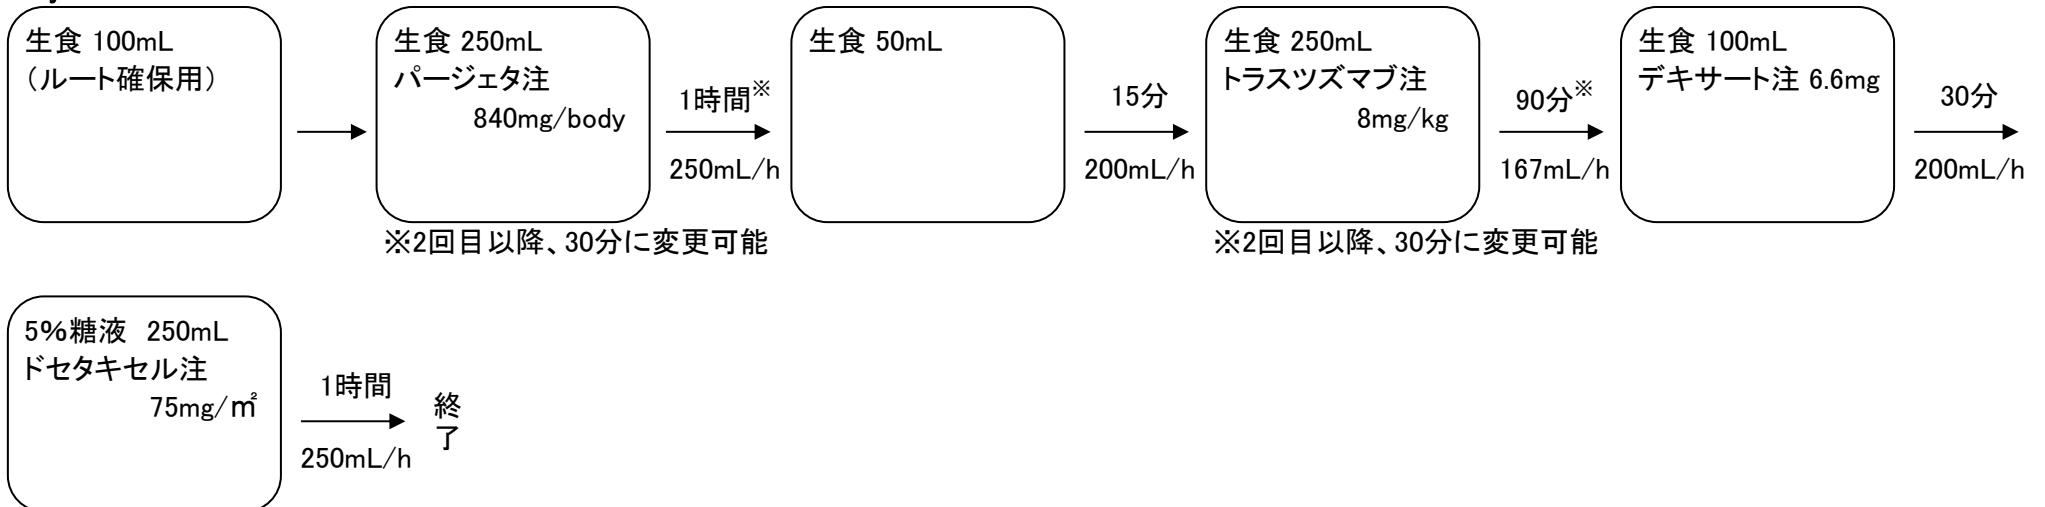 生食 100mL
（ルート確保用）
生食 250mL
パージェタ注
840mg/body
1時間※
250mL/h
※2回目以降、30分に変更可能
生食 50mL
15分
200mL/h
生食 250mL
トラスツズマブ注
8mg/kg
90分※
167mL/h
※2回目以降、30分に変更可能
生食 100mL
デキサート注 6.6mg
30分
200mL/h
5%糖液 250mL
ドセタキセル注
75mg/㎡
1時間
250mL/h
終
了